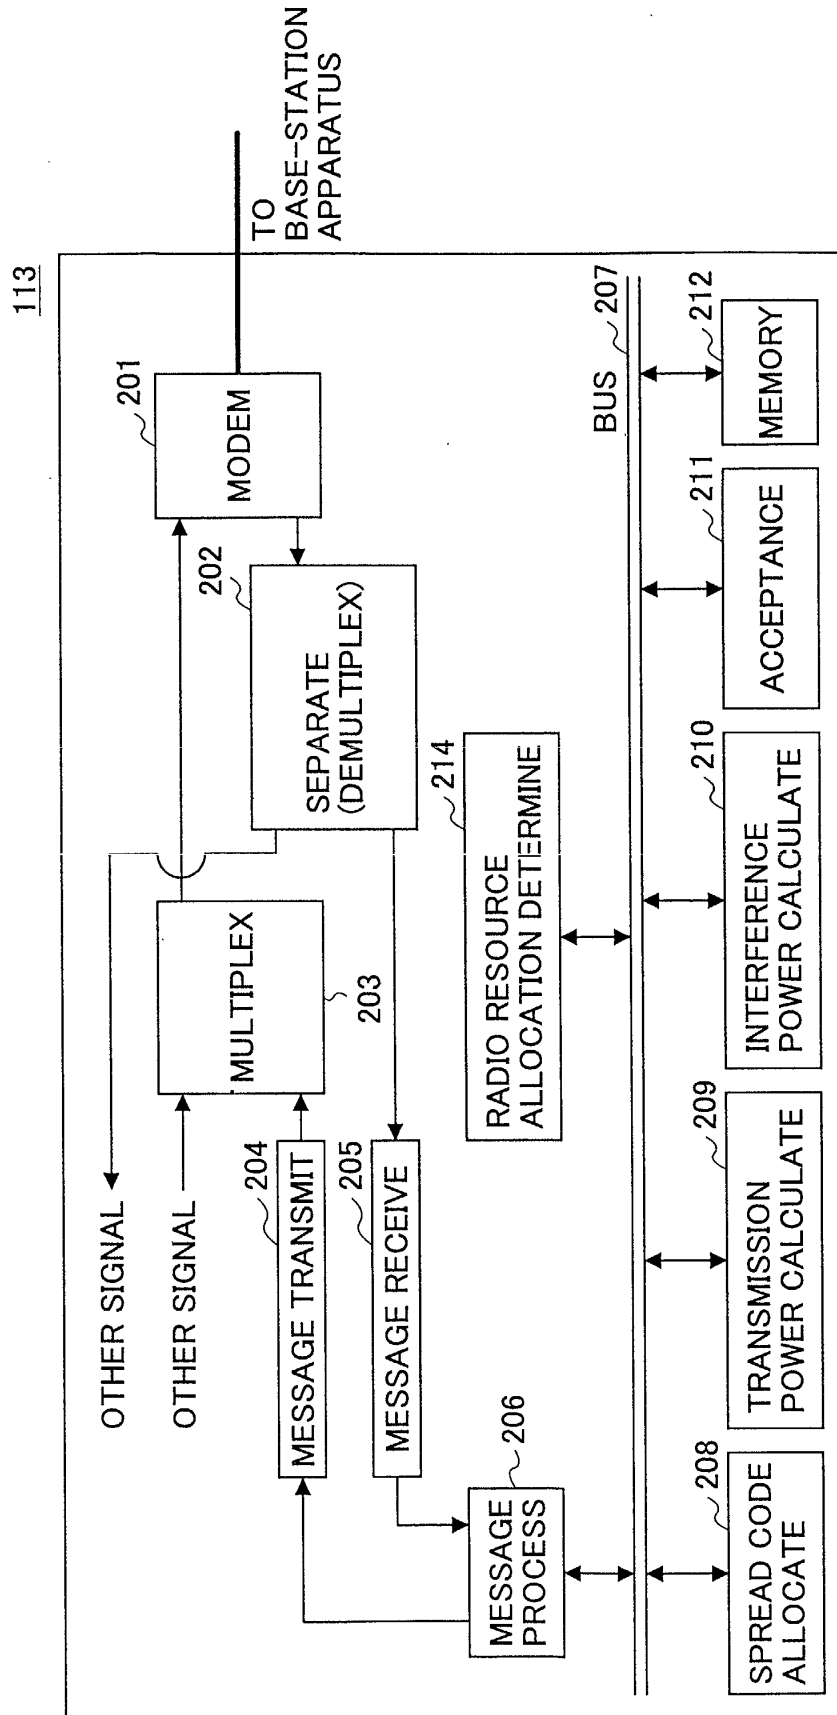 113
TO
BASE-STATION
APPARATUS
201
MODEM
202
SEPARATE
(DEMULTIPLEX)
MULTIPLEX
203
OTHER SIGNAL
OTHER SIGNAL
204
MESSAGE TRANSMIT
205
MESSAGE RECEIVE
206
MESSAGE
PROCESS
214
RADIO RESOURCE
ALLOCATION DETERMINE
BUS
207
208
SPREAD CODE
ALLOCATE
209
TRANSMISSION
POWER CALCULATE
210
INTERFERENCE
POWER CALCULATE
211
ACCEPTANCE
212
MEMORY